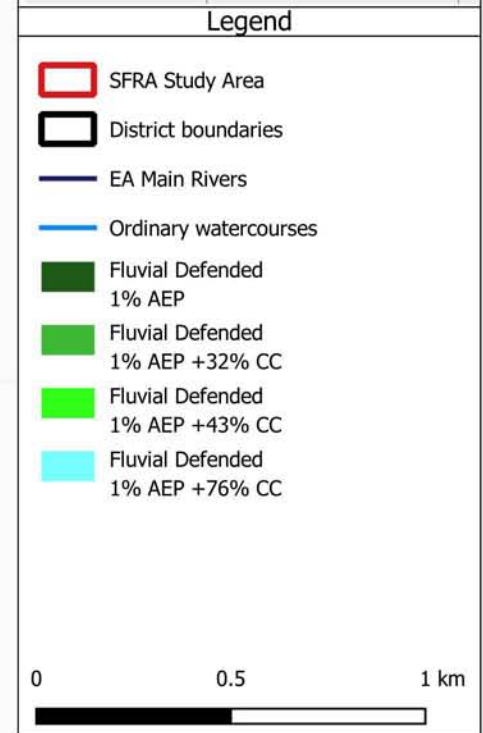 Legend
SFRA Study Area
District boundaries
EA Main Rivers
Ordinary watercourses
Fluvial Defended
1% AEP
Fluvial Defended
1% AEP +32% CC
Fluvial Defended
1% AEP +43% CC
Fluvial Defended
1% AEP +76% CC
0 0.5 1 km